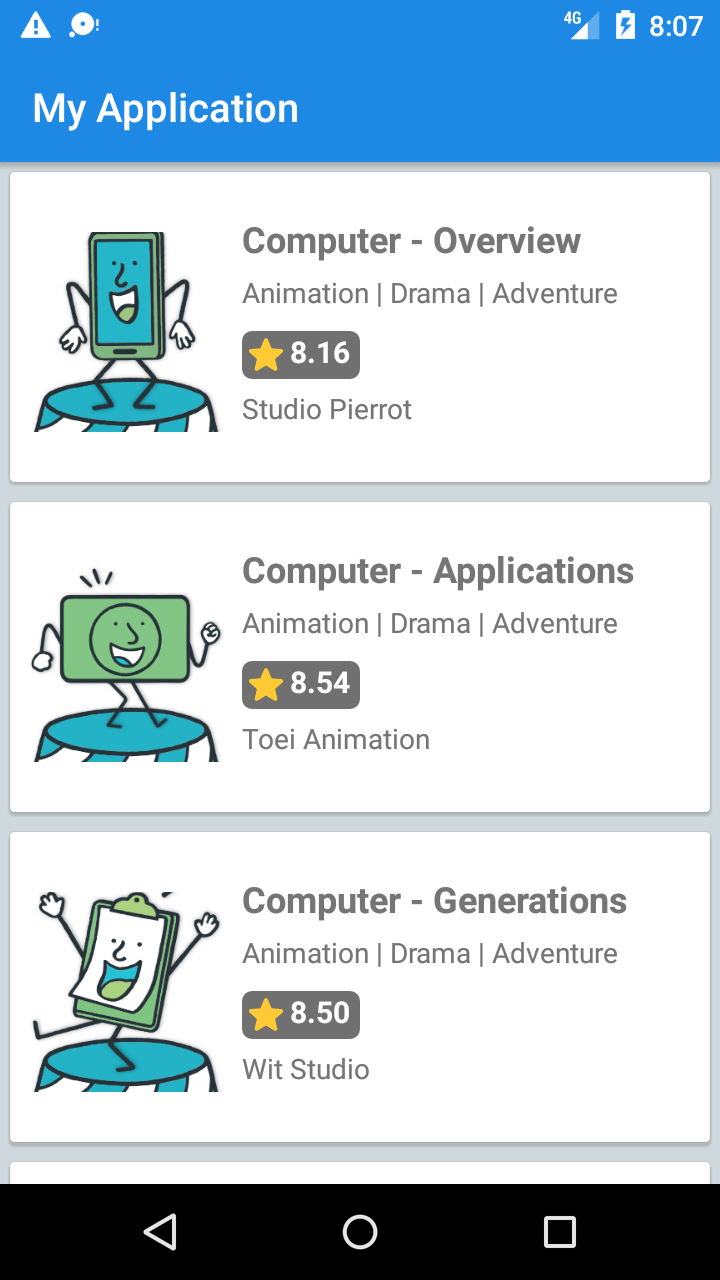 4G 8:07
My Application
Computer - Overview
Animation | Drama | Adventure
8.16
Studio Pierrot
Computer - Applications
Animation | Drama | Adventure
8.54
Toei Animation
Computer - Generations
Animation | Drama | Adventure
8.50
Wit Studio